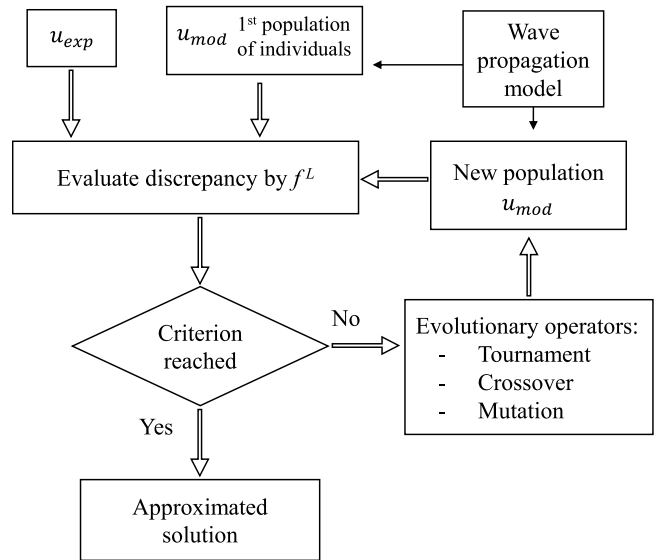 u_exp
u_mod 1st population
of individuals
Wave
propagation
model
Evaluate discrepancy by f^L
New population
u_mod
Criterion
reached
No
Evolutionary operators:
- Tournament
- Crossover
- Mutation
Yes
Approximated
solution